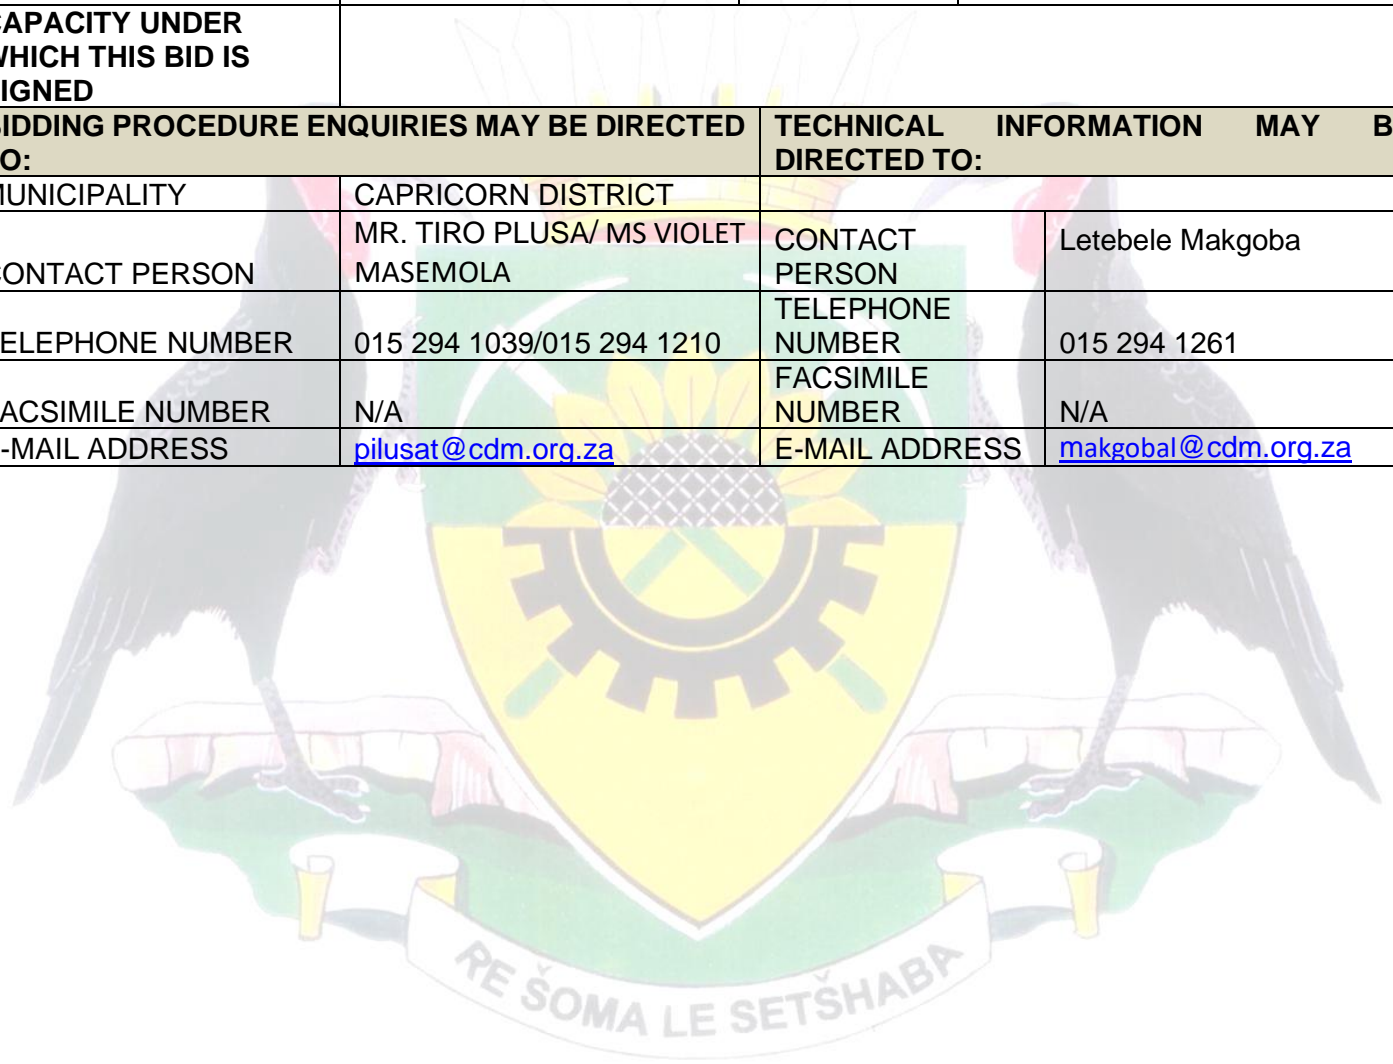 CAPACITY UNDER
WHICH THIS BID IS
SIGNED
BIDDING PROCEDURE ENQUIRIES MAY BE DIRECTED
TO:
TECHNICAL INFORMATION MAY B
DIRECTED TO:
MUNICIPALITY
CAPRICORN DISTRICT
CONTACT PERSON
MR. TIRO PLUSA/ MS VIOLET
MASEMOLA
CONTACT
PERSON
Letebele Makgoba
TELEPHONE NUMBER
015 294 1039/015 294 1210
TELEPHONE
NUMBER
015 294 1261
FACSIMILE NUMBER
N/A
FACSIMILE
NUMBER
N/A
E-MAIL ADDRESS
pilusat@cdm.org.za
E-MAIL ADDRESS
makgobal@cdm.org.za
RE ŠOMA LE SETŠHABA